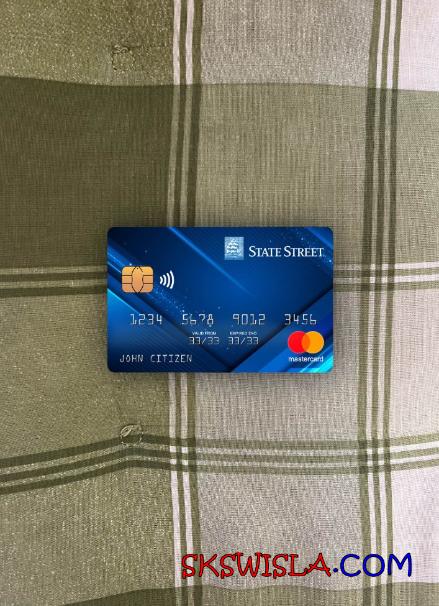 STATE STREET
1234 5678 9012 3456
VALID FROM EXPIRES END
33/33 33/33
JOHN CITIZEN
mastercard
SKSWISLA.COM